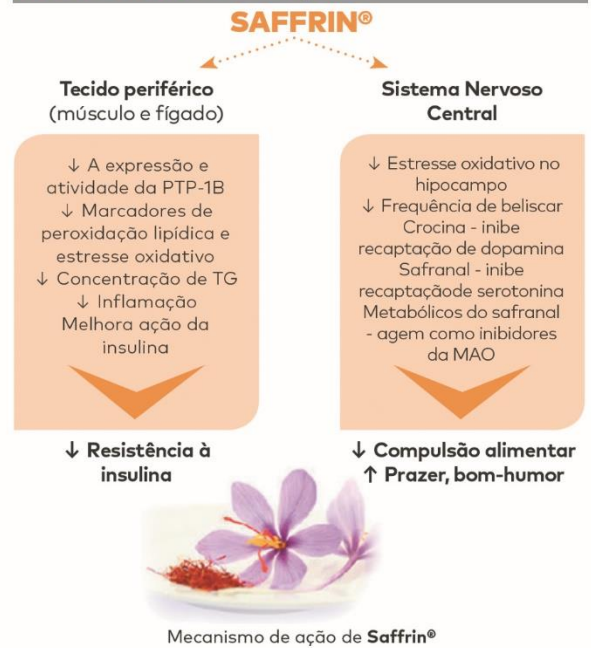 SAFFRIN®
Tecido periférico
(músculo e fígado)
↓ A expressão e
atividade da PTP-1B
↓ Marcadores de
peroxidação lipídica e
estresse oxidativo
↓ Concentração de TG
↓ Inflamação
Melhora ação da
insulina
↓ Resistência à
insulina
Sistema Nervoso
Central
↓ Estresse oxidativo no
hipocampo
↓ Frequência de beliscar
Crocina - inibe
recaptação de dopamina
Safranal - inibe
recaptaçãode serotonina
Metabólicos do safranal
- agem como inibidores
da MAO
↓ Compulsão alimentar
↑ Prazer, bom-humor
Mecanismo de ação de Saffrin®